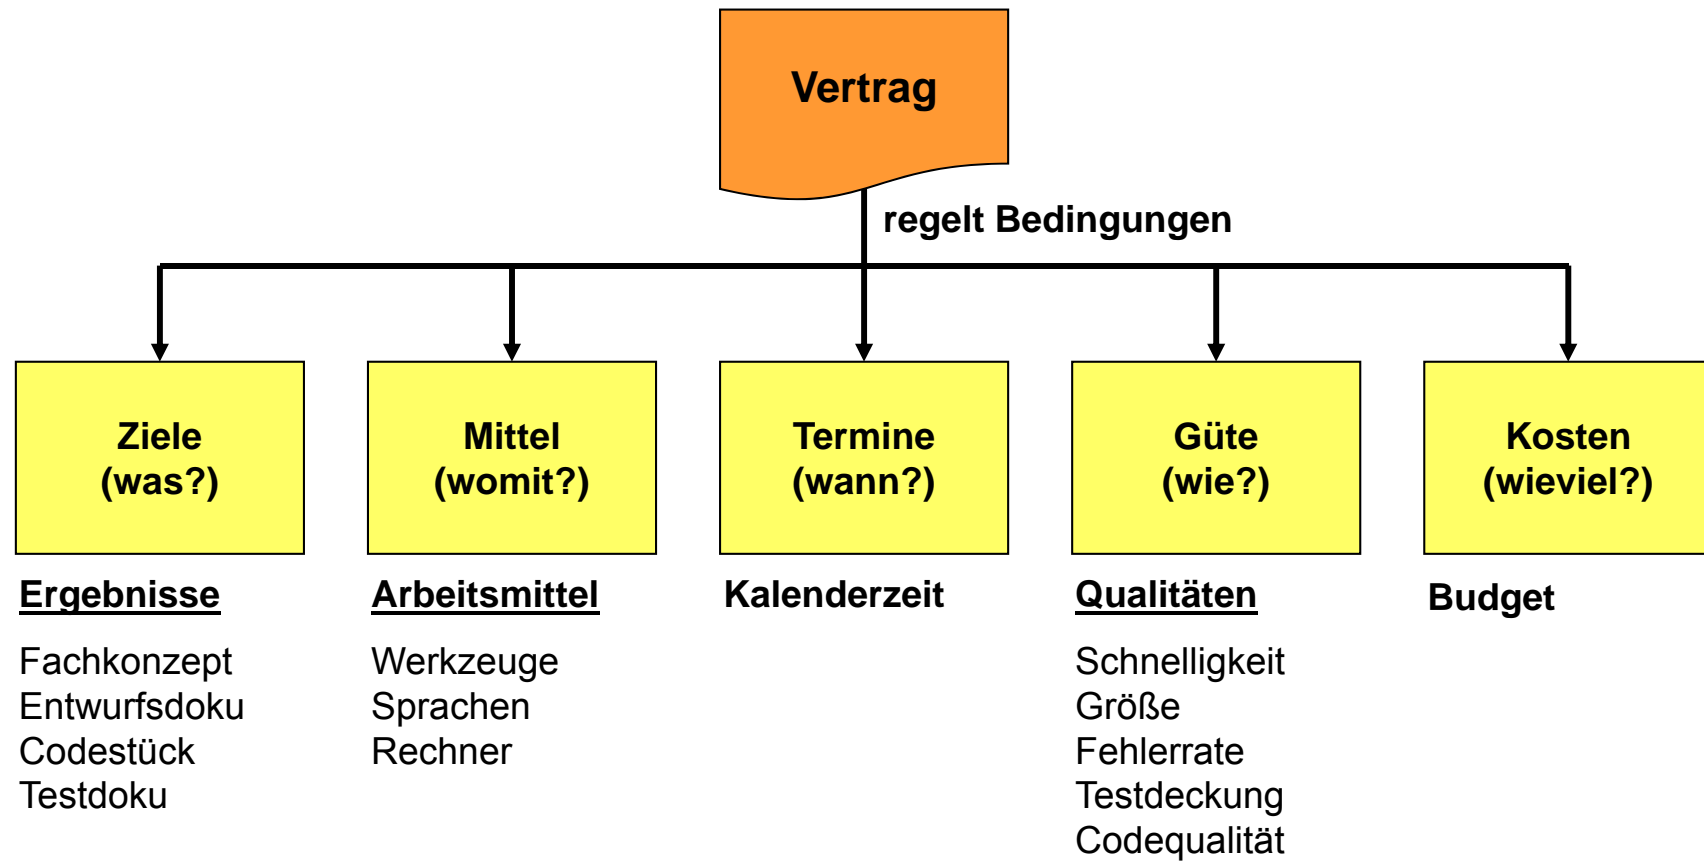 Vertrag
regelt Bedingungen
Ziele
(was?)
Mittel
(womit?)
Termine
(wann?)
Güte
(wie?)
Kosten
(wieviel?)
Ergebnisse
Fachkonzept
Entwurfsdoku
Codestück
Testdoku
Arbeitsmittel
Werkzeuge
Sprachen
Rechner
Kalenderzeit
Qualitäten
Schnelligkeit
Größe
Fehlerrate
Testdeckung
Codequalität
Budget